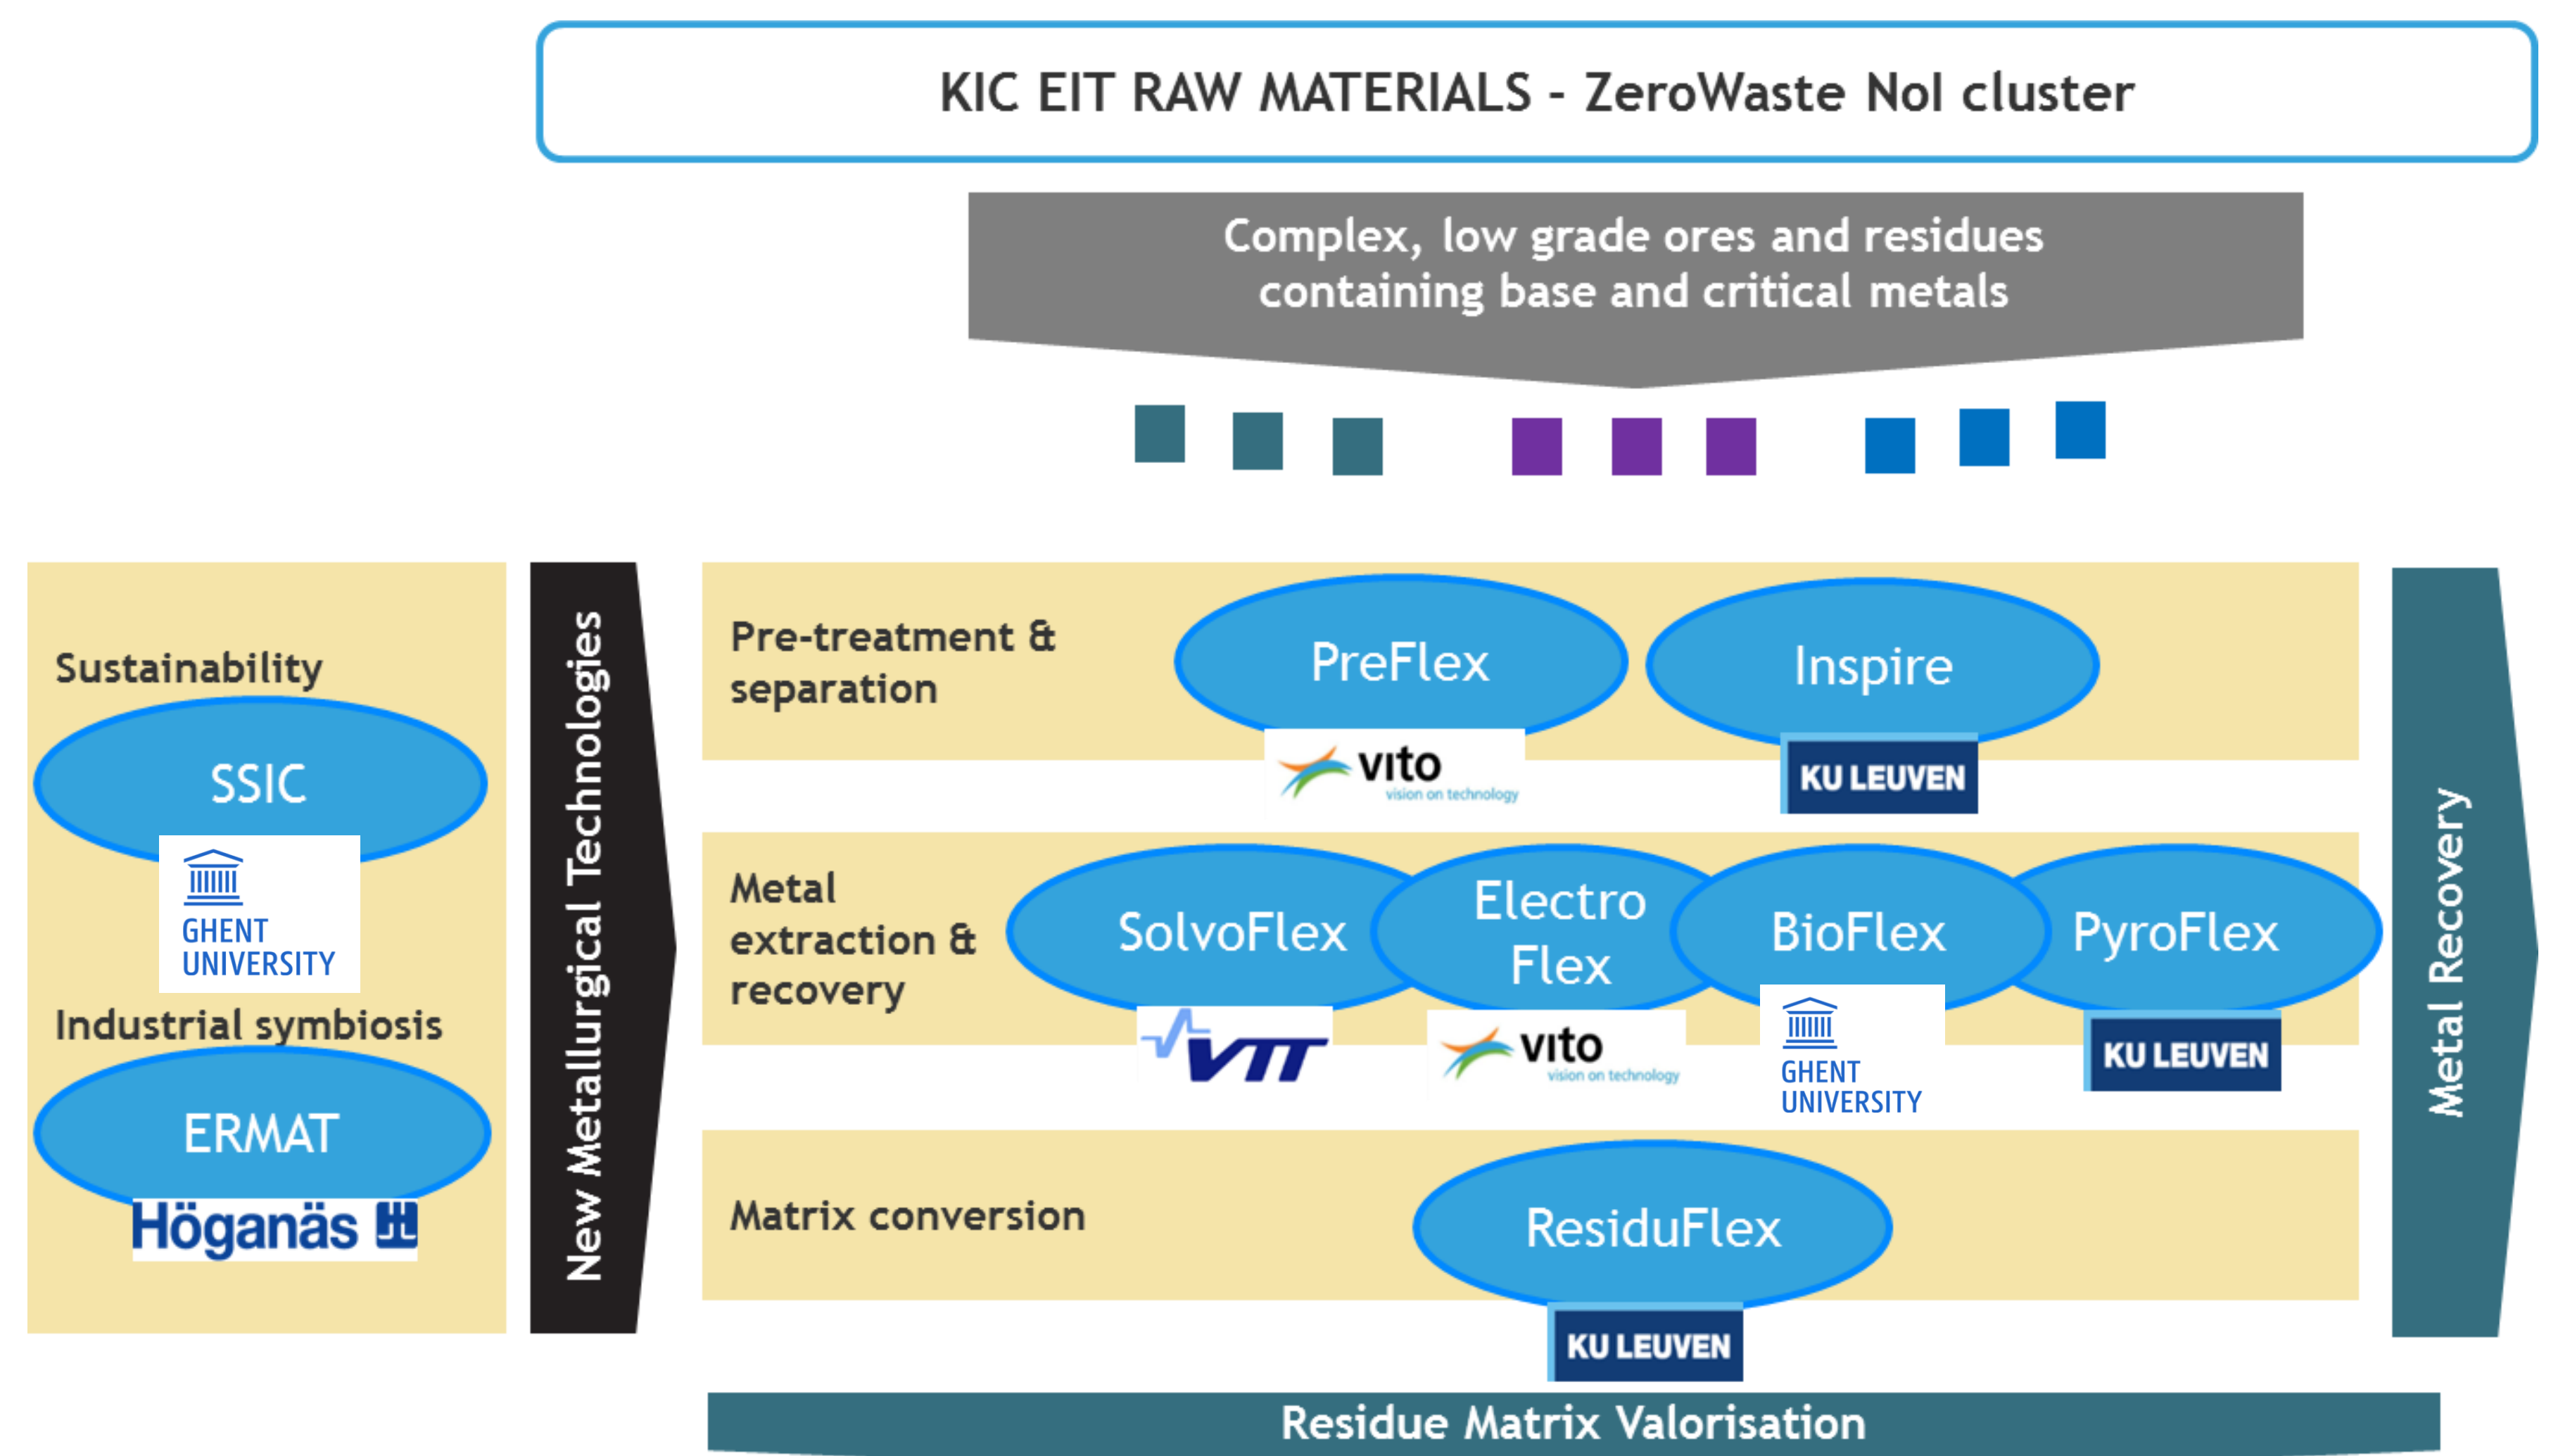 KIC EIT RAW MATERIALS - ZeroWaste NoI cluster
Complex, low grade ores and residues
containing base and critical metals
Sustainability
SSIC
GHENT
UNIVERSITY
Industrial symbiosis
ERMAT
Höganäs
New Metallurgical Technologies
Pre-treatment &
separation
PreFlex
vito
vision on technology
Inspire
KU LEUVEN
Metal
extraction &
recovery
SolvoFlex
VTT
Electro
Flex
vito
vision on technology
BioFlex
GHENT
UNIVERSITY
PyroFlex
KU LEUVEN
Matrix conversion
ResiduFlex
KU LEUVEN
Metal Recovery
Residue Matrix Valorisation